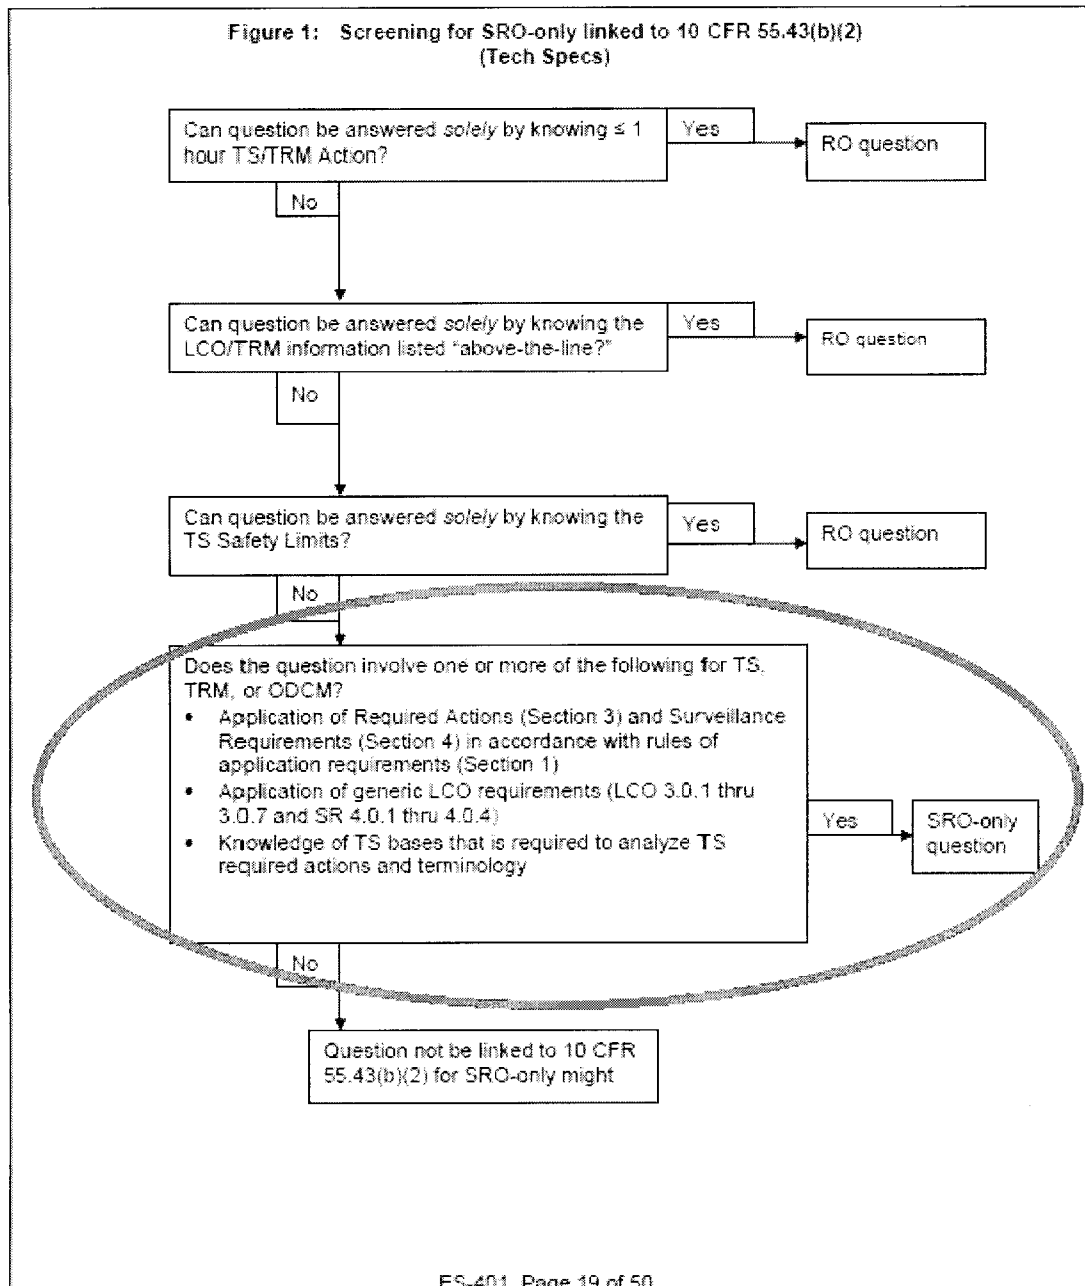 Figure 1: Screening for SRO-only linked to 10 CFR 55.43(b)(2)
(Tech Specs)
Can question be answered solely by knowing ≤ 1
hour TS/TRM Action?
Yes
RO question
No
Can question be answered solely by knowing the
LCO/TRM information listed "above-the-line?"
Yes
RO question
No
Can question be answered solely by knowing the
TS Safety Limits?
Yes
RO question
No
Does the question involve one or more of the following for TS,
TRM, or ODCM?
• Application of Required Actions (Section 3) and Surveillance
Requirements (Section 4) in accordance with rules of
application requirements (Section 1)
• Application of generic LCO requirements (LCO 3.0.1 thru
3.0.7 and SR 4.0.1 thru 4.0.4)
• Knowledge of TS bases that is required to analyze TS
required actions and terminology
Yes
SRO-only
question
No
Question not be linked to 10 CFR
55.43(b)(2) for SRO-only might
ES-401, Page 19 of 50